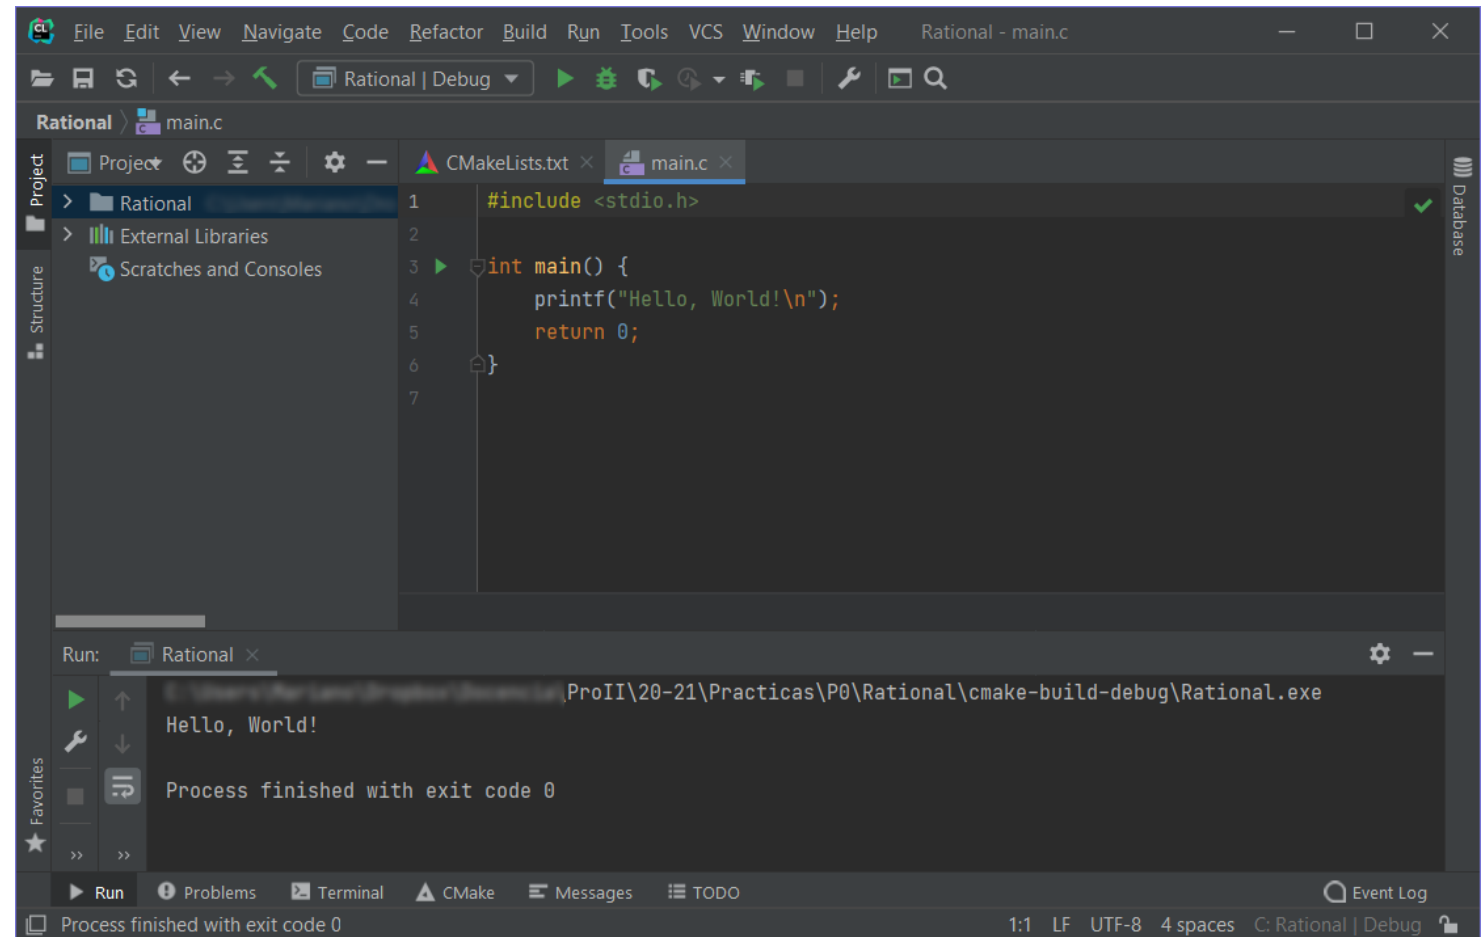 File Edit View Navigate Code Refactor Build Run Tools VCS Window Help Rational - main.c
Rational | Debug
Rational main.c
Project
Structure
Favorites
Project
Rational
External Libraries
Scratches and Consoles
CMakeLists.txt main.c
1 #include <stdio.h>
2
3 int main() {
4 printf("Hello, World!\n");
5 return 0;
6 }
7
Database
Run: Rational
\ProII\20-21\Practicas\P0\Rational\cmake-build-debug\Rational.exe
Hello, World!
Process finished with exit code 0
Run Problems Terminal CMake Messages TODO Event Log
Process finished with exit code 0 1:1 LF UTF-8 4 spaces C: Rational | Debug